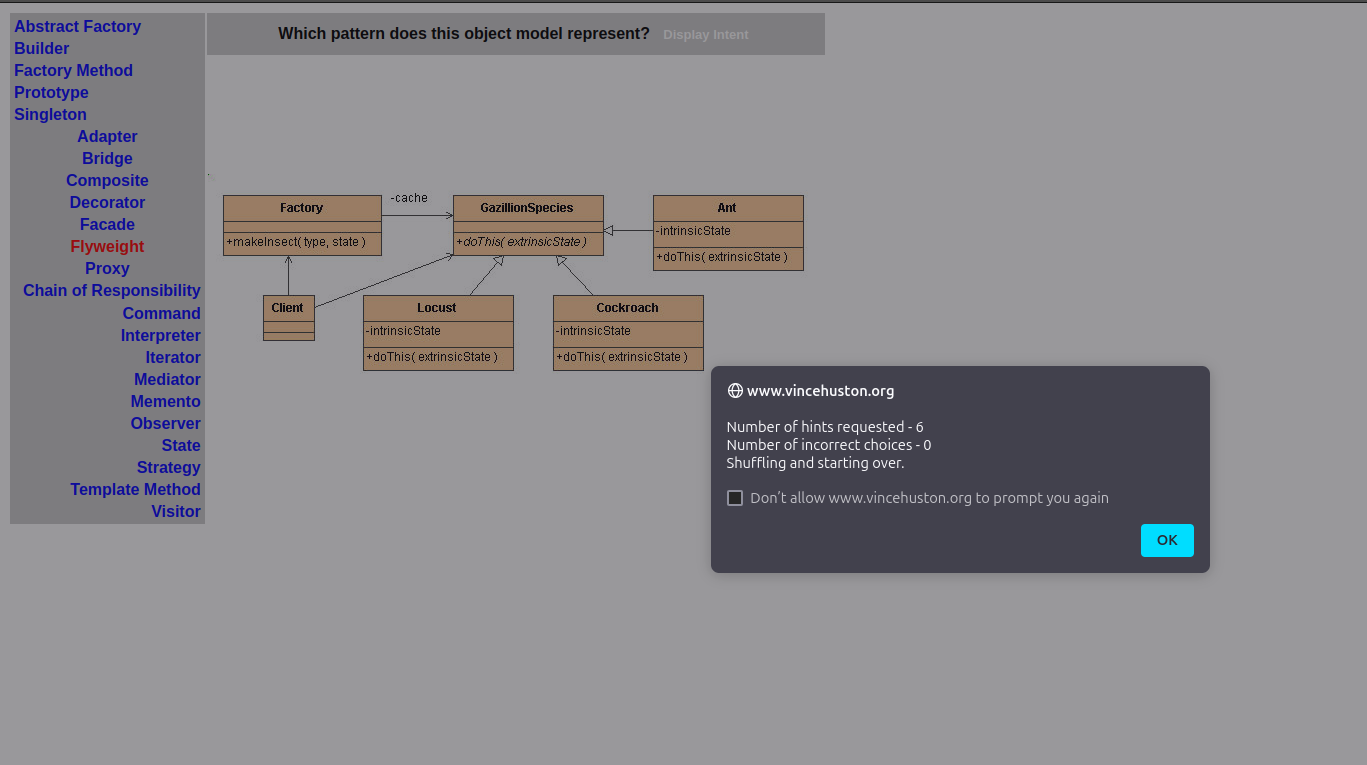 Abstract Factory
Builder
Factory Method
Prototype
Singleton
Adapter
Bridge
Composite
Decorator
Facade
Flyweight
Proxy
Chain of Responsibility
Command
Interpreter
Iterator
Mediator
Memento
Observer
State
Strategy
Template Method
Visitor
Which pattern does this object model represent? Display Intent
Factory
+makeInsect( type, state )
-cache
GazillionSpecies
+doThis( extrinsicState )
Ant
-intrinsicState
+doThis( extrinsicState )
Client
Locust
-intrinsicState
+doThis( extrinsicState )
Cockroach
-intrinsicState
+doThis( extrinsicState )
www.vincehuston.org
Number of hints requested - 6
Number of incorrect choices - 0
Shuffling and starting over.
Don't allow www.vincehuston.org to prompt you again
OK